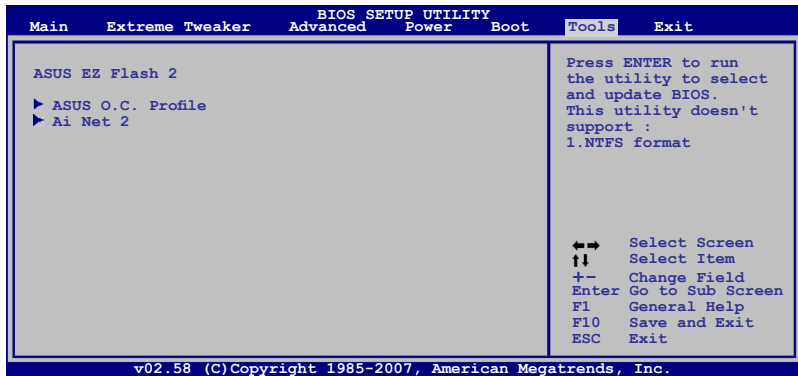 BIOS SETUP UTILITY
Main Extreme Tweaker Advanced Power Boot Tools Exit
ASUS EZ Flash 2
ASUS O.C. Profile
Ai Net 2
Press ENTER to run
the utility to select
and update BIOS.
This utility doesn't
support :
1.NTFS format
Select Screen
Select Item
+- Change Field
Enter Go to Sub Screen
F1 General Help
F10 Save and Exit
ESC Exit
v02.58 (C)Copyright 1985-2007, American Megatrends, Inc.